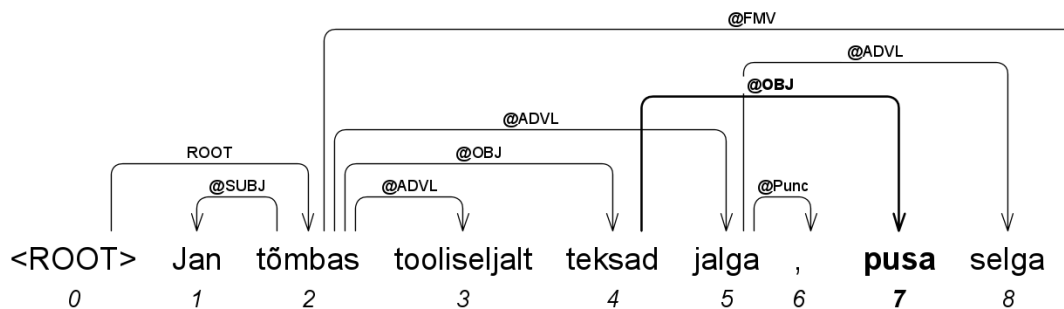 @FMV
@ADVL
@OBJ
@ADVL
ROOT
@OBJ
@SUBJ
@ADVL
@Punc
<ROOT> Jan tõmbas tooliseljalt teksad jalga , pusa selga
0 1 2 3 4 5 6 7 8